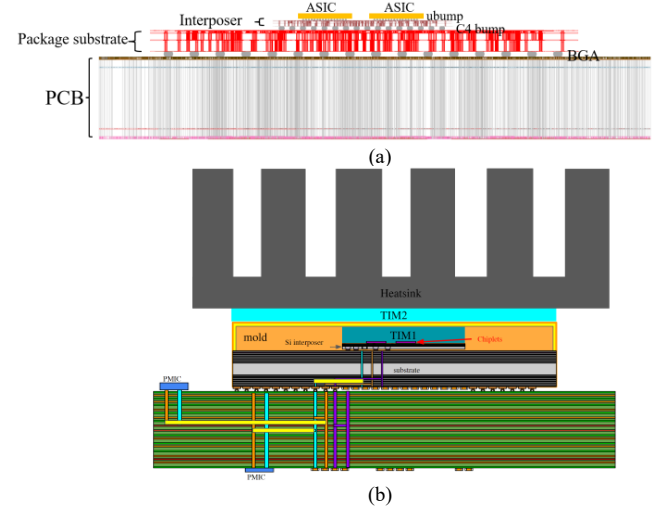 ASIC ASIC
Interposer ubump
C4 bump
Package substrate
BGA
PCB
(a)
Heatsink
TIM2
mold TIM1
Si interposer Chiplets
substrate
PMIC
PMIC
(b)